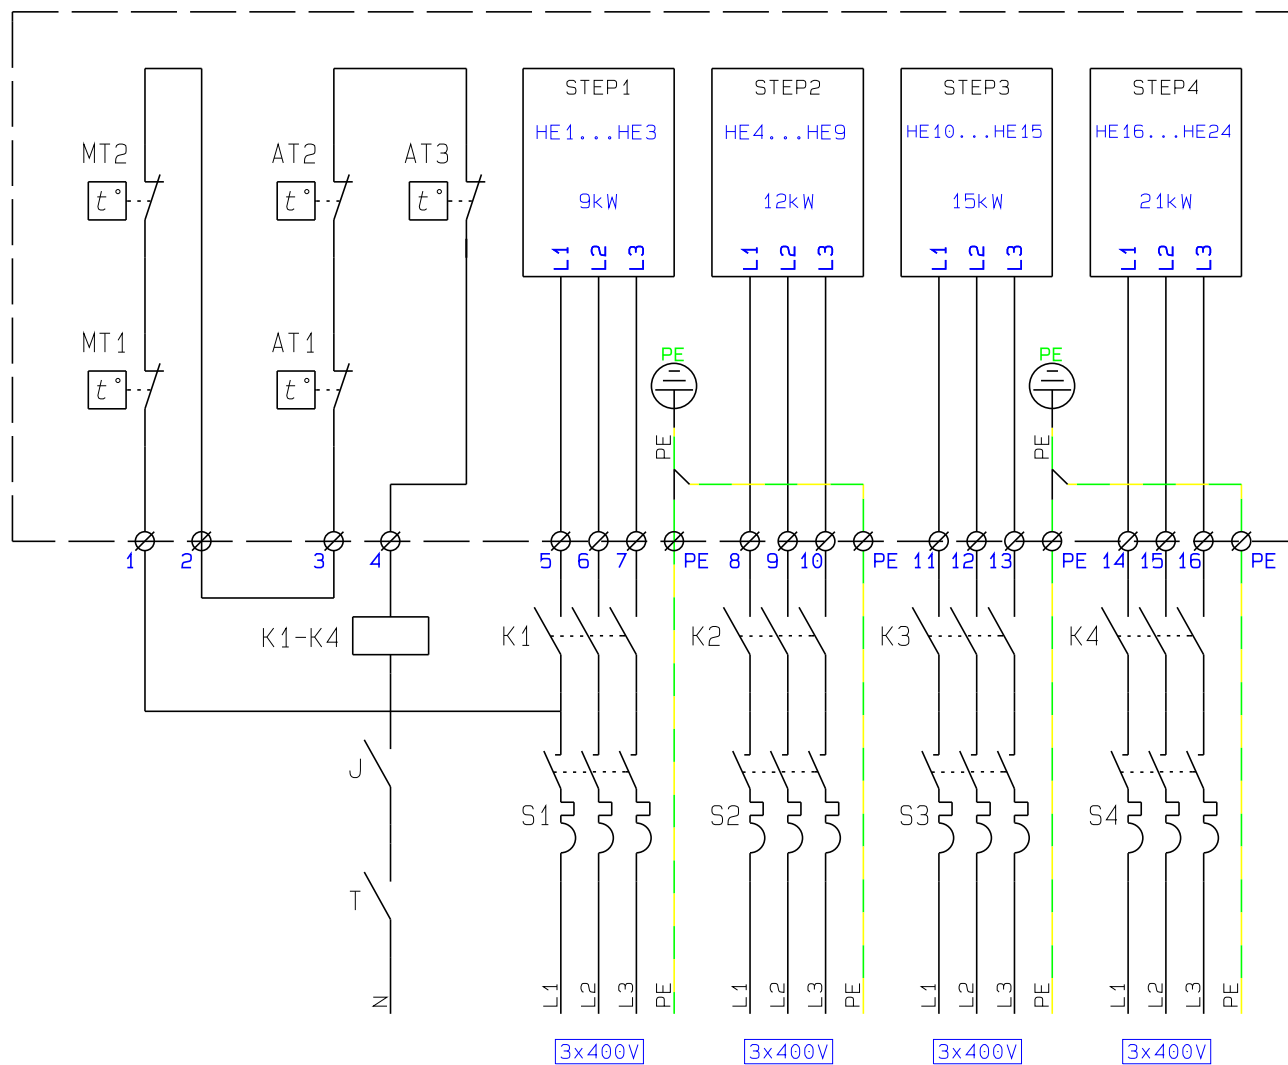 STEP1 STEP2 STEP3 STEP4
HE1...HE3 HE4...HE9 HE10...HE15 HE16...HE24
MT2 AT2 AT3
t° t° t° 9kW 12kW 15kW 21kW
L1 L2 L3 L1 L2 L3 L1 L2 L3 L1 L2 L3
MT1 AT1 PE PE
t° t°
PE PE
1 2 3 4 5 6 7 PE 8 9 10 PE 11 12 13 PE 14 15 16 PE
K1-K4 K1 K2 K3 K4
J
S1 S2 S3 S4
T
N L1 L2 L3 PE L1 L2 L3 PE L1 L2 L3 PE L1 L2 L3 PE
3x400V 3x400V 3x400V 3x400V